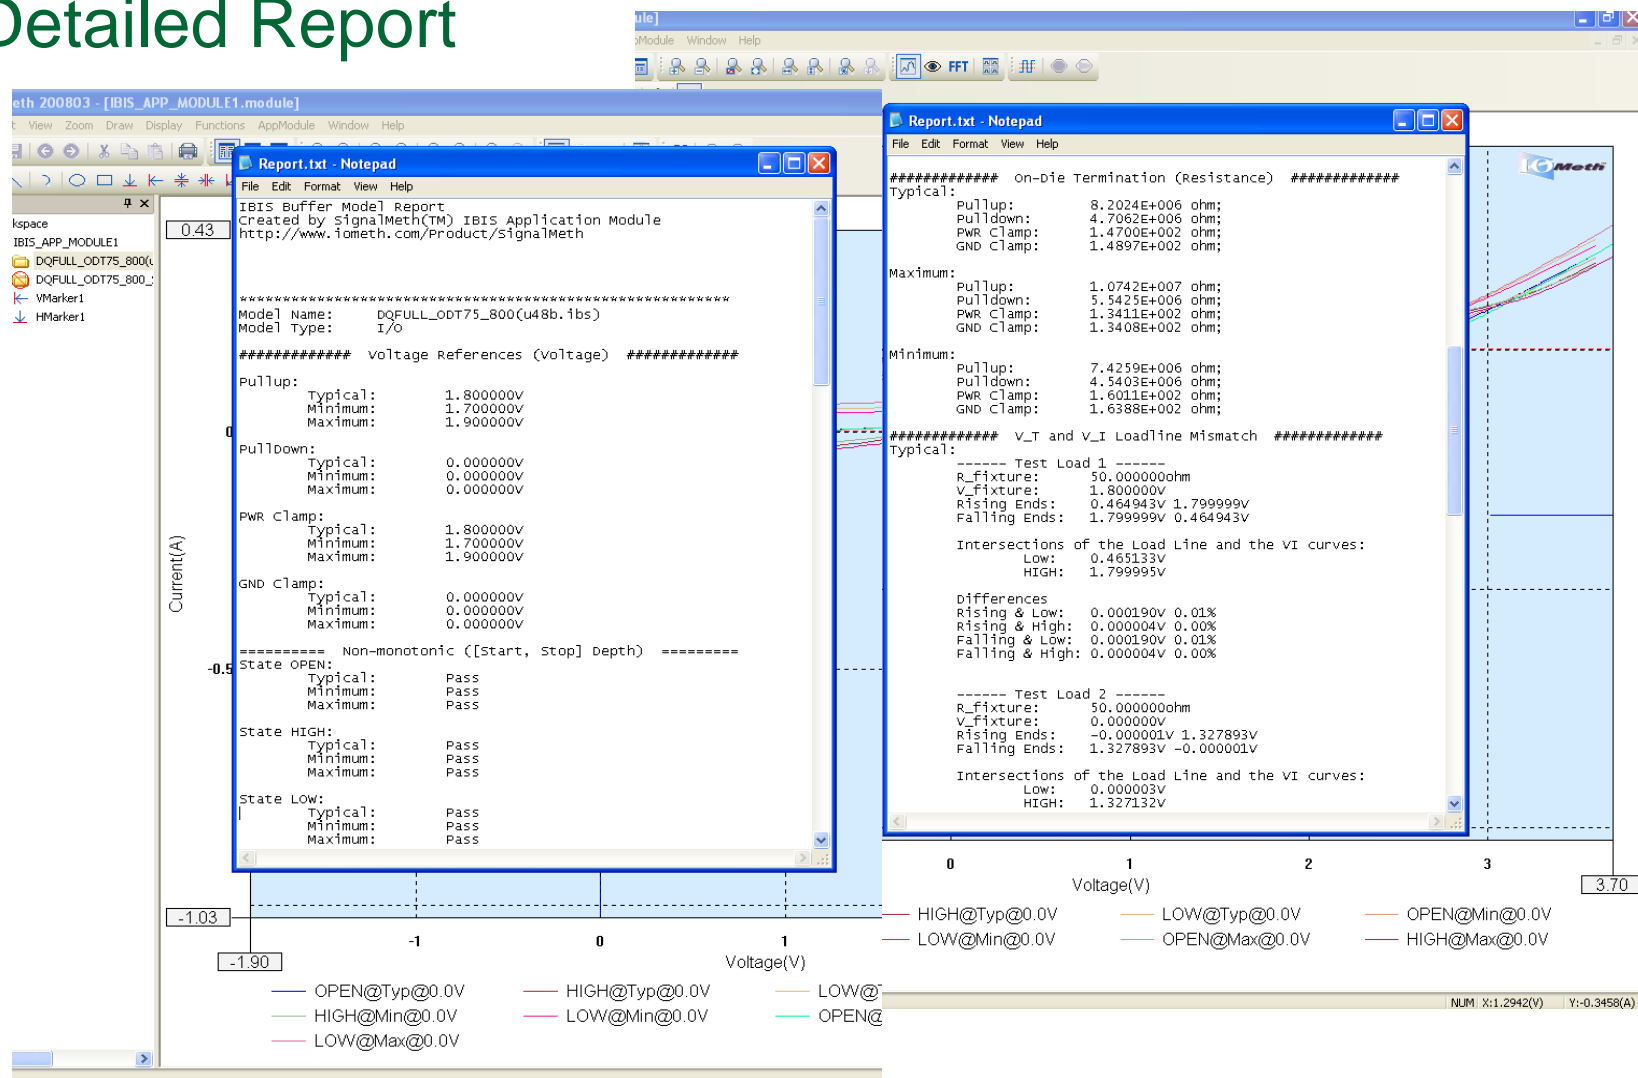 Detailed Report
eth 200803 - [IBIS_APP_MODULE1.module]
View Zoom Draw Display Functions AppModule Window Help
kspace
IBIS_APP_MODULE1
DQFULL_ODT75_800(u
DQFULL_ODT75_800_
VMarker1
HMarker1
0.43
0
-0.5
-1.03
-1.90
Current(A)
Report.txt - Notepad
File Edit Format View Help
IBIS Buffer Model Report
Created by SignalMeth(TM) IBIS Application Module
http://www.iometh.com/Product/SignalMeth
**********************************************************
Model Name: DQFULL_ODT75_800(u48b.ibs)
Model Type: I/O
############# Voltage References (Voltage) #############
Pullup:
Typical: 1.800000V
Minimum: 1.700000V
Maximum: 1.900000V
PullDown:
Typical: 0.000000V
Minimum: 0.000000V
Maximum: 0.000000V
PWR Clamp:
Typical: 1.800000V
Minimum: 1.700000V
Maximum: 1.900000V
GND Clamp:
Typical: 0.000000V
Minimum: 0.000000V
Maximum: 0.000000V
========== Non-monotonic ([Start, Stop] Depth) =========
State OPEN:
Typical: Pass
Minimum: Pass
Maximum: Pass
State HIGH:
Typical: Pass
Minimum: Pass
Maximum: Pass
State LOW:
Typical: Pass
Minimum: Pass
Maximum: Pass
-1 0 1
Voltage(V)
OPEN@Typ@0.0V HIGH@Typ@0.0V LOW@
HIGH@Min@0.0V LOW@Min@0.0V OPEN@
LOW@Max@0.0V
ule]
Module Window Help
FFT
IOMeth
Report.txt - Notepad
File Edit Format View Help
############# On-Die Termination (Resistance) #############
Typical:
Pullup: 8.2024E+006 ohm;
Pulldown: 4.7062E+006 ohm;
PWR Clamp: 1.4700E+002 ohm;
GND Clamp: 1.4897E+002 ohm;
Maximum:
Pullup: 1.0742E+007 ohm;
Pulldown: 5.5425E+006 ohm;
PWR Clamp: 1.3411E+002 ohm;
GND Clamp: 1.3408E+002 ohm;
Minimum:
Pullup: 7.4259E+006 ohm;
Pulldown: 4.5403E+006 ohm;
PWR Clamp: 1.6011E+002 ohm;
GND Clamp: 1.6388E+002 ohm;
############# V_T and V_I Loadline Mismatch #############
Typical:
------ Test Load 1 ------
R_fixture: 50.000000ohm
V_fixture: 1.800000V
Rising Ends: 0.464943V 1.799999V
Falling Ends: 1.799999V 0.464943V
Intersections of the Load Line and the VI curves:
Low: 0.465133V
HIGH: 1.799995V
Differences
Rising & Low: 0.000190V 0.01%
Rising & High: 0.000004V 0.00%
Falling & Low: 0.000190V 0.01%
Falling & High: 0.000004V 0.00%
------ Test Load 2 ------
R_fixture: 50.000000ohm
V_fixture: 0.000000V
Rising Ends: -0.000001V 1.327893V
Falling Ends: 1.327893V -0.000001V
Intersections of the Load Line and the VI curves:
Low: 0.000003V
HIGH: 1.327132V
0 1 2 3
Voltage(V)
3.70
HIGH@Typ@0.0V LOW@Typ@0.0V OPEN@Min@0.0V
LOW@Min@0.0V OPEN@Max@0.0V HIGH@Max@0.0V
NUM X:1.2942(V) Y:-0.3458(A)